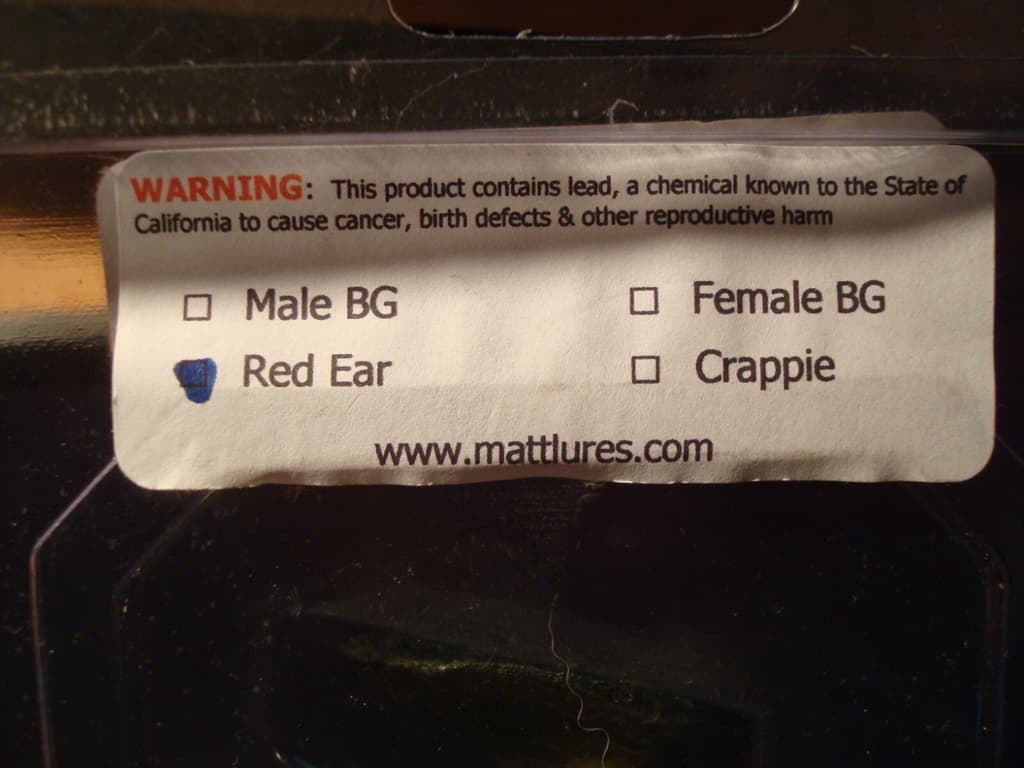 WARNING: This product contains lead, a chemical known to the State of
California to cause cancer, birth defects & other reproductive harm
☐ Male BG ☐ Female BG
☑ Red Ear ☐ Crappie
www.mattlures.com